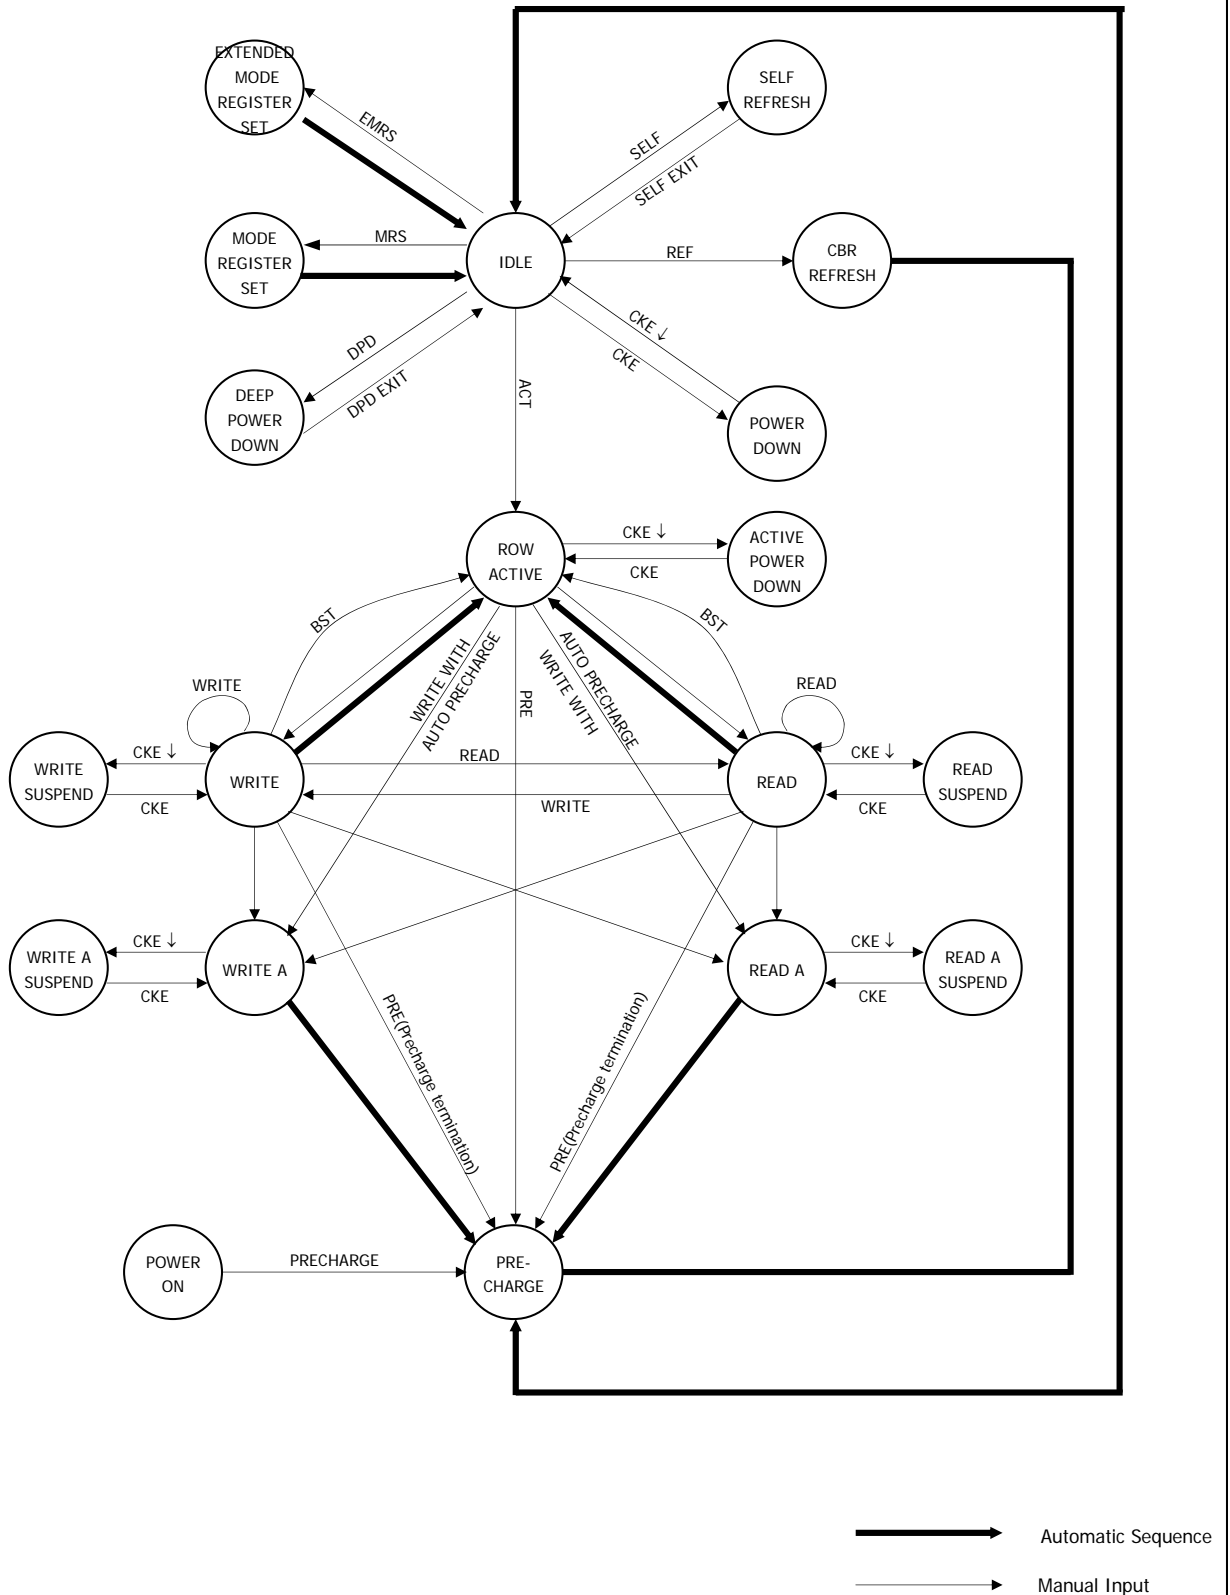 EXTENDED
MODE
REGISTER
SET
EMRS
SELF
REFRESH
SELF
SELF EXIT
MODE
REGISTER
SET
MRS
IDLE
REF
CBR
REFRESH
DPD
DPD EXIT
CKE ↓
CKE
DEEP
POWER
DOWN
ACT
POWER
DOWN
ROW
ACTIVE
CKE ↓
CKE
ACTIVE
POWER
DOWN
BST
BST
WRITE WITH
AUTO PRECHARGE
PRE
AUTO PRECHARGE
WRITE WITH
WRITE
READ
WRITE
SUSPEND
CKE ↓
CKE
WRITE
READ
WRITE
READ
CKE ↓
CKE
READ
SUSPEND
WRITE A
SUSPEND
CKE ↓
CKE
WRITE A
READ A
CKE ↓
CKE
READ A
SUSPEND
PRE(Precharge termination)
PRE(Precharge termination)
POWER
ON
PRECHARGE
PRE-
CHARGE
Automatic Sequence
Manual Input